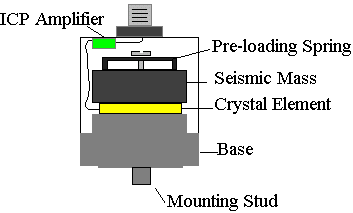 ICP Amplifier
Pre-loading Spring
Seismic Mass
Crystal Element
Base
Mounting Stud